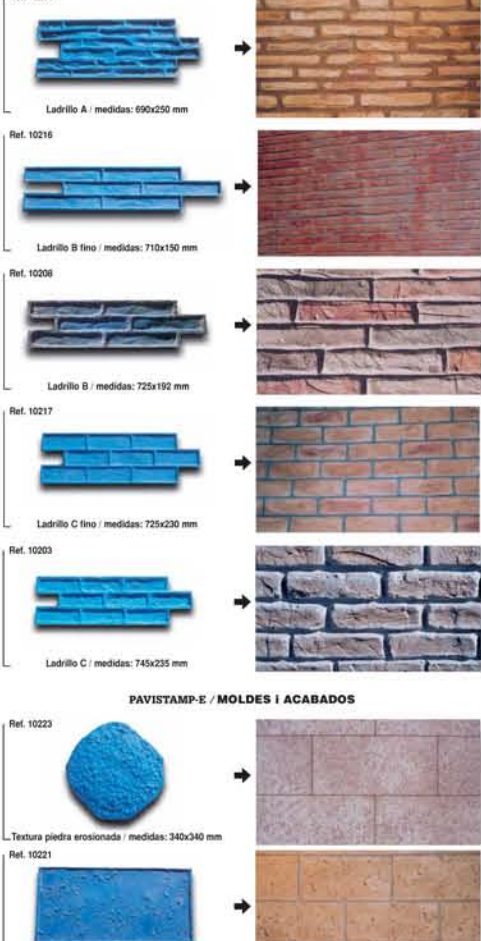 Ladrillo A / medidas: 690x250 mm
Ref. 10216
Ladrillo B fino / medidas: 710x150 mm
Ref. 10208
Ladrillo B / medidas: 725x192 mm
Ref. 10217
Ladrillo C fino / medidas: 725x230 mm
Ref. 10203
Ladrillo C / medidas: 745x235 mm
PAVISTAMP-E / MOLDES i ACABADOS
Ref. 10223
Textura piedra erosionada / medidas: 340x340 mm
Ref. 10221